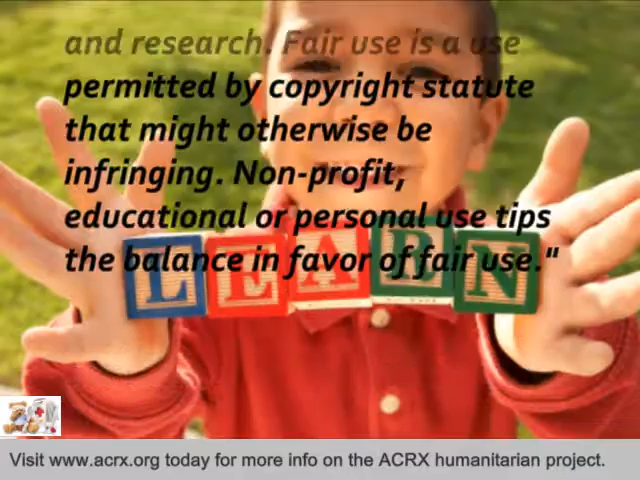 and research. Fair use is a use
permitted by copyright statute
that might otherwise be
infringing. Non-profit,
educational or personal use tips
the balance in favor of fair use."
LEARN
Visit www.acrx.org today for more info on the ACRX humanitarian project.